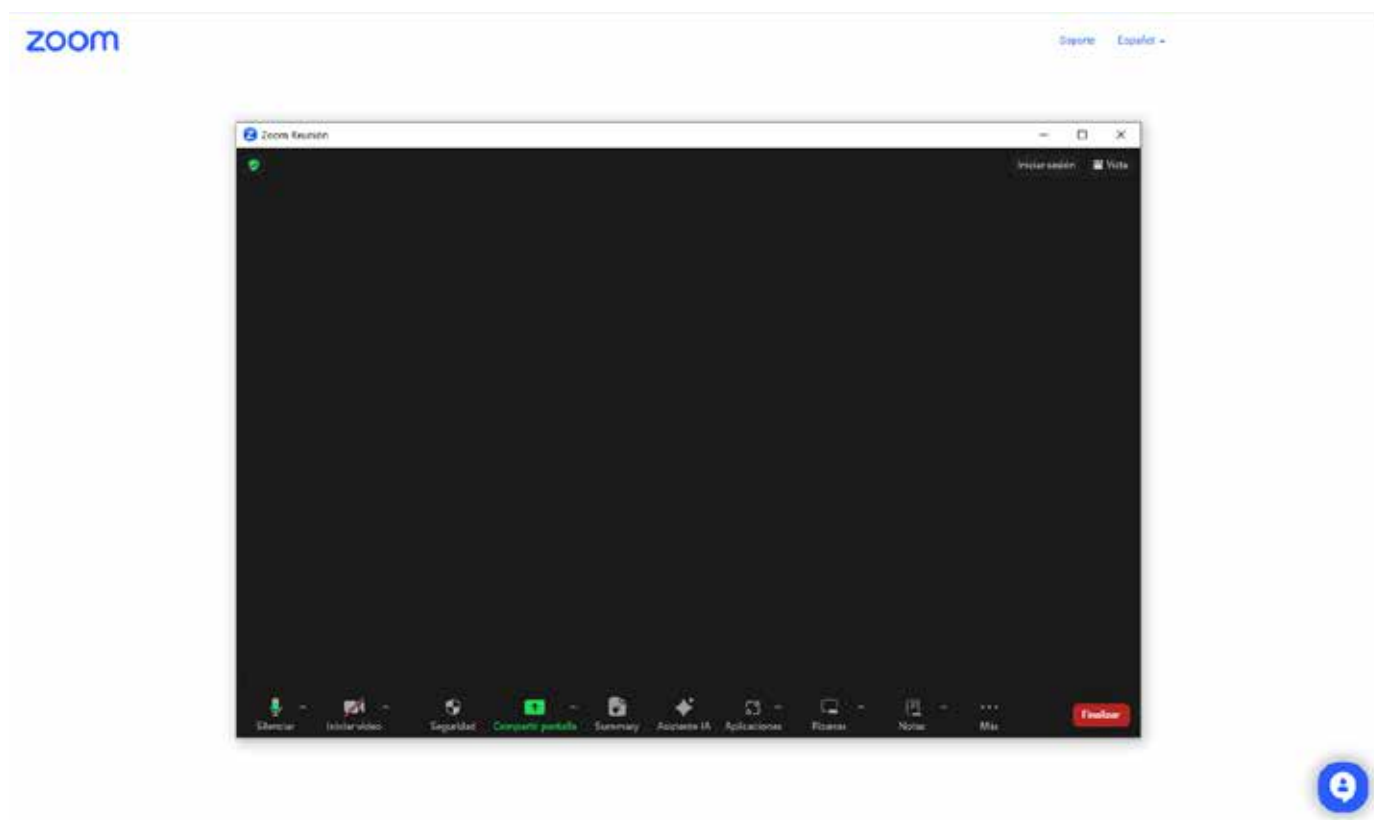 zoom
Soporte Español
Zoom Reunión
Iniciar sesión Vista
Silenciar Iniciar video Seguridad Compartir pantalla Summary Asistente IA Aplicaciones Pizarras Notas Más Finalizar